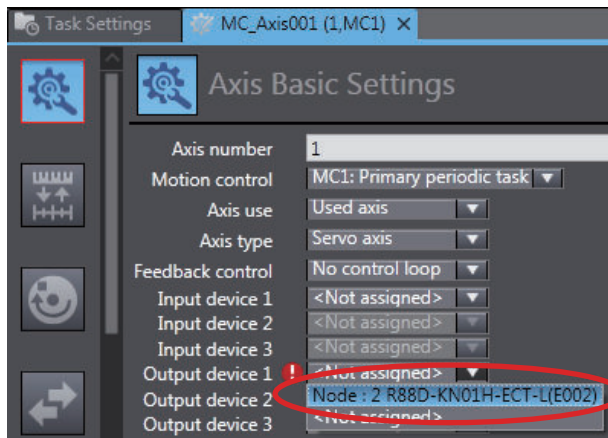 Task Settings
MC_Axis001 (1,MC1) ×
Axis Basic Settings
Axis number 1
Motion control MC1: Primary periodic task
Axis use Used axis
Axis type Servo axis
Feedback control No control loop
Input device 1 <Not assigned>
Input device 2 <Not assigned>
Input device 3 <Not assigned>
Output device 1 ! <Not assigned>
Output device 2 Node : 2 R88D-KN01H-ECT-L(E002)
Output device 3 <Not assigned>